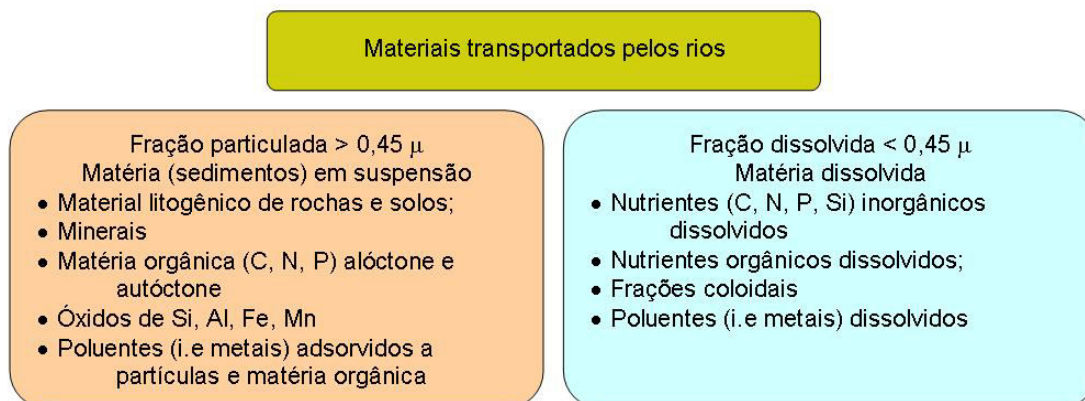 Materiais transportados pelos rios
Fração particulada > 0,45 μ
Matéria (sedimentos) em suspensão
• Material litogênico de rochas e solos;
• Minerais
• Matéria orgânica (C, N, P) alóctone e
autóctone
• Óxidos de Si, Al, Fe, Mn
• Poluentes (i.e metais) adsorvidos a
partículas e matéria orgânica
Fração dissolvida < 0,45 μ
Matéria dissolvida
• Nutrientes (C, N, P, Si) inorgânicos
dissolvidos
• Nutrientes orgânicos dissolvidos;
• Frações coloidais
• Poluentes (i.e metais) dissolvidos